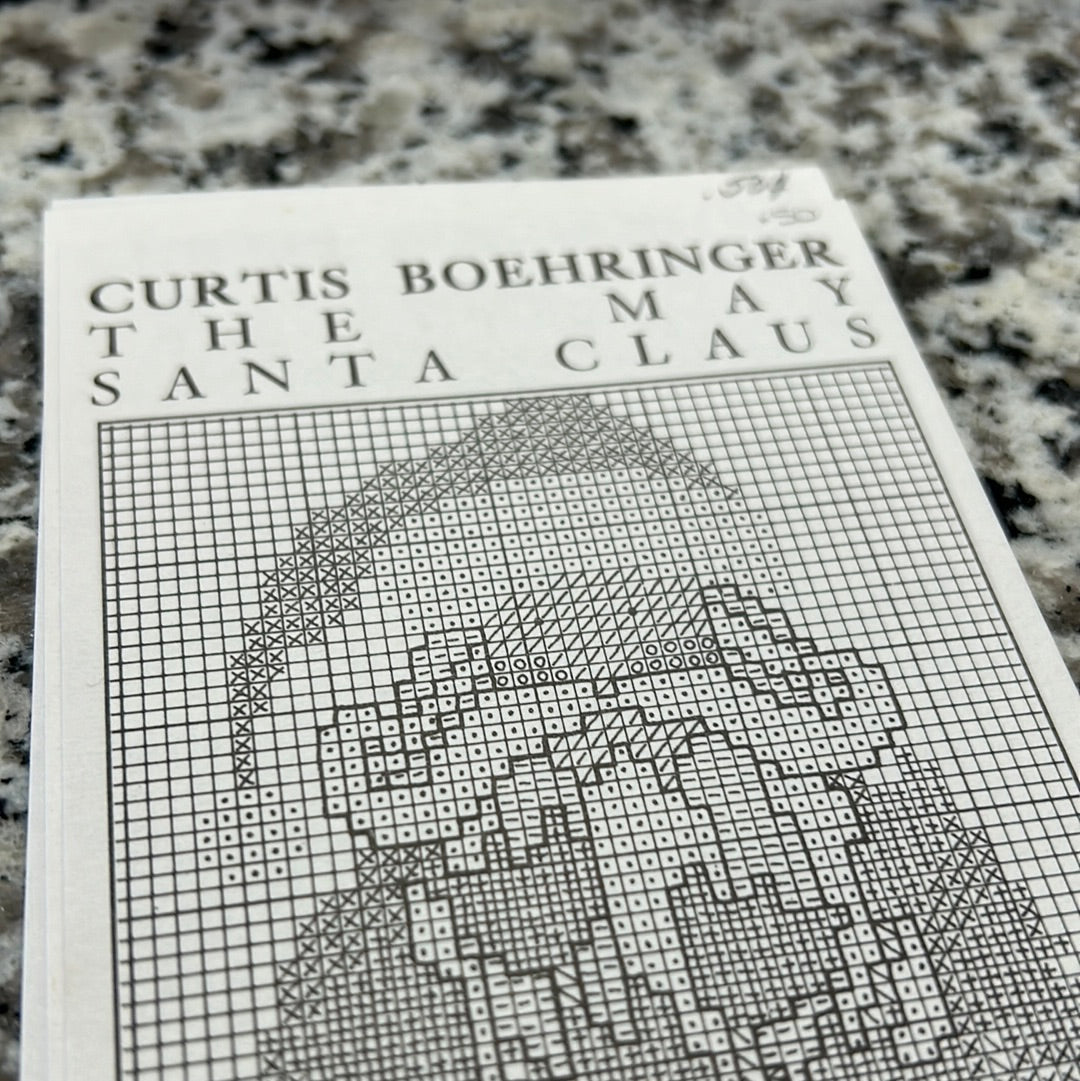 CURTIS BOEHRINGER
THE MAY
SANTA CLAUS